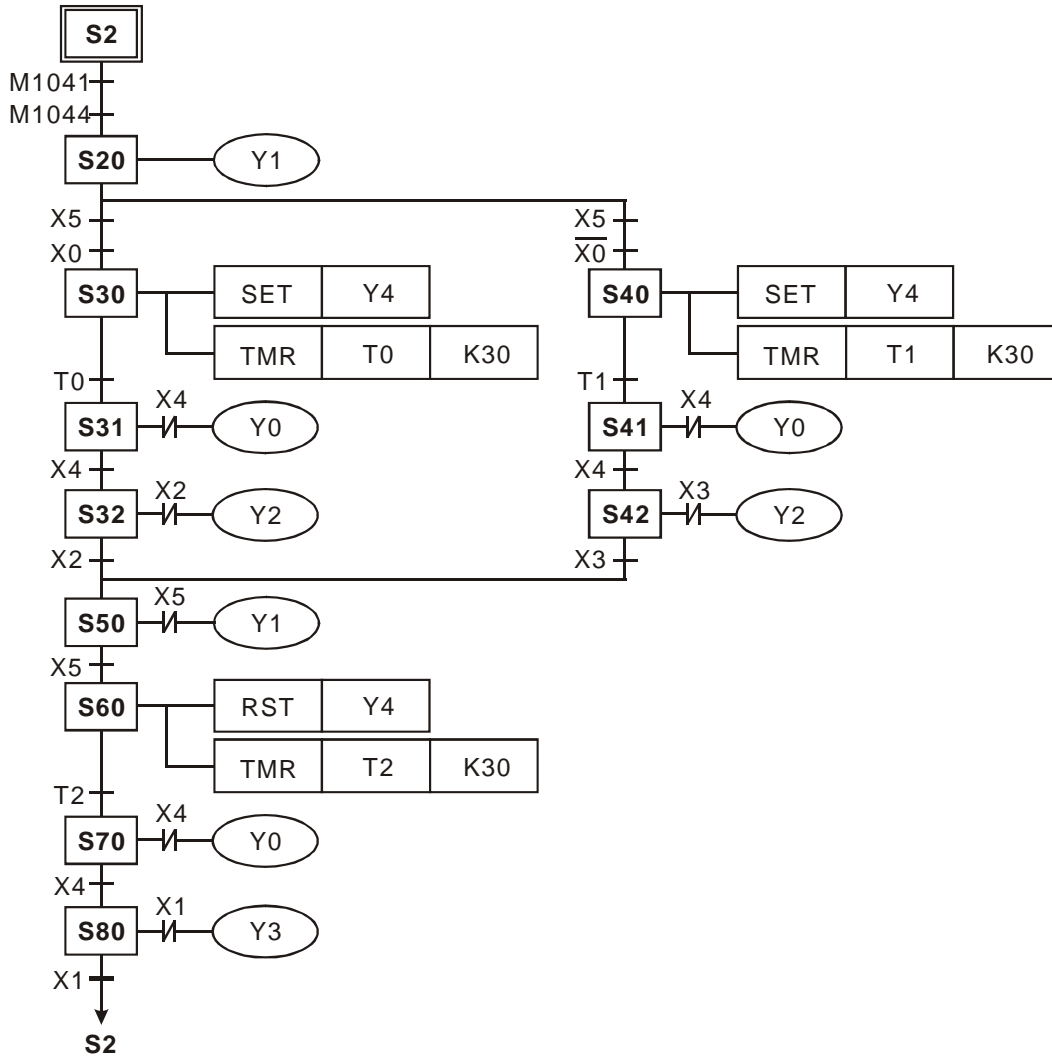 S2
M1041
M1044
S20 Y1
X5 X5
X0 X̅0̅
S30 SET Y4 S40 SET Y4
TMR T0 K30 TMR T1 K30
T0 T1
X4 X4
S31 Y0 S41 Y0
X4 X4
X2 X3
S32 Y2 S42 Y2
X2 X3
X5
S50 Y1
X5
S60 RST Y4
TMR T2 K30
T2
X4
S70 Y0
X4
X1
S80 Y3
X1
S2